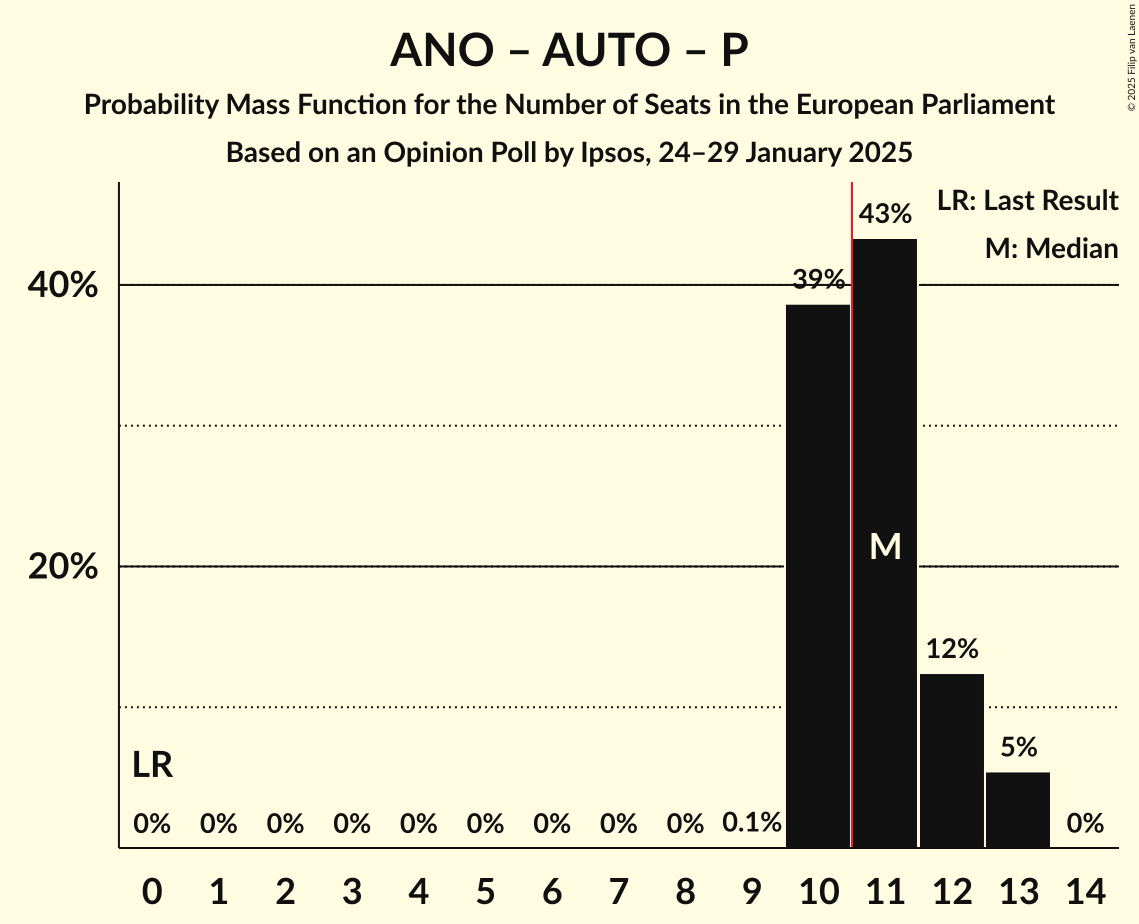 ANO – AUTO – P
Probability Mass Function for the Number of Seats in the European Parliament
Based on an Opinion Poll by Ipsos, 24–29 January 2025
© 2025 Filip van Laenen
LR: Last Result
M: Median
43%
39%
40%
M
20%
12%
5%
LR
0% 0% 0% 0% 0% 0% 0% 0% 0% 0.1% 0%
0 1 2 3 4 5 6 7 8 9 10 11 12 13 14